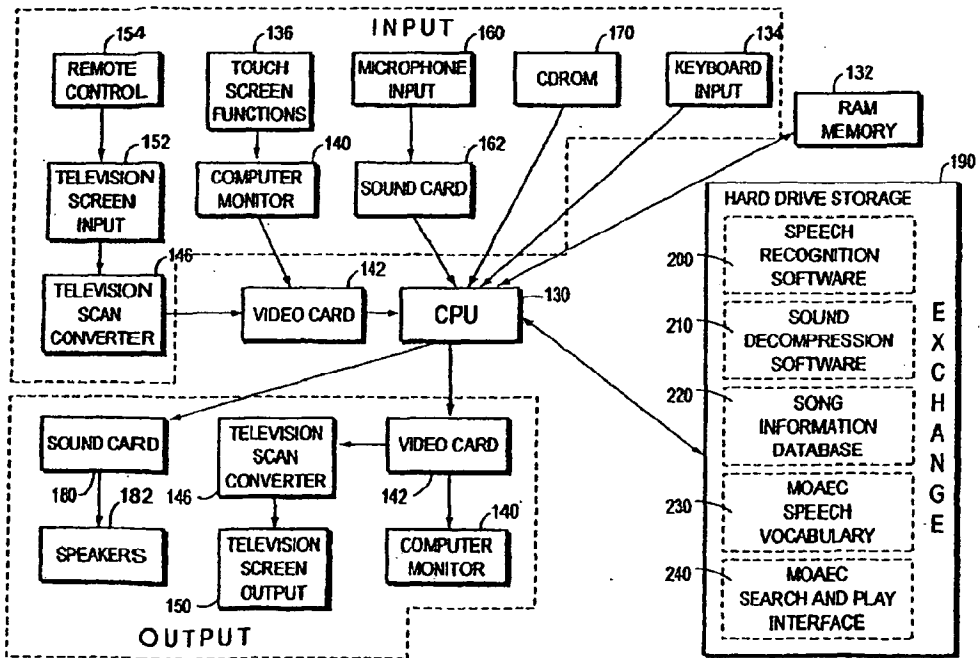 INPUT
154
REMOTE
CONTROL
136
TOUCH
SCREEN
FUNCTIONS
160
MICROPHONE
INPUT
170
CDROM
134
KEYBOARD
INPUT
132
RAM
MEMORY
152
TELEVISION
SCREEN
INPUT
140
COMPUTER
MONITOR
162
SOUND CARD
146
TELEVISION
SCAN
CONVERTER
142
VIDEO CARD
130
CPU
190
HARD DRIVE STORAGE
200
SPEECH
RECOGNITION
SOFTWARE
210
SOUND
DECOMPRESSION
SOFTWARE
220
SONG
INFORMATION
DATABASE
230
MOAEC
SPEECH
VOCABULARY
240
MOAEC
SEARCH AND PLAY
INTERFACE
EXCHANGE
SOUND CARD
180
182
SPEAKERS
TELEVISION
SCAN
CONVERTER
146
TELEVISION
SCREEN
OUTPUT
150
VIDEO CARD
142
140
COMPUTER
MONITOR
OUTPUT